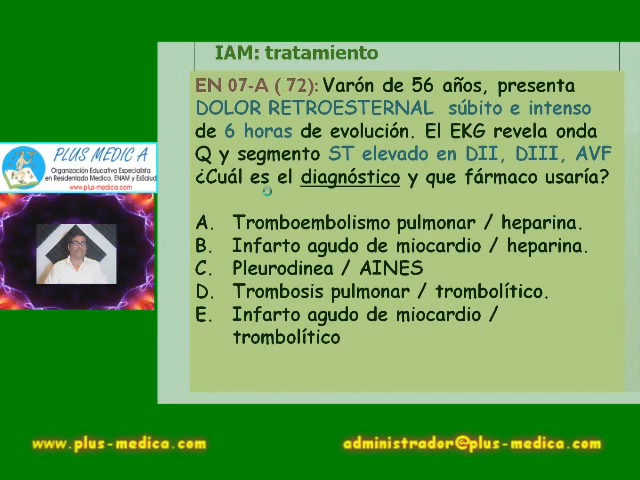 IAM: tratamiento
EN 07-A ( 72): Varón de 56 años, presenta
DOLOR RETROESTERNAL súbito e intenso
de 6 horas de evolución. El EKG revela onda
Q y segmento ST elevado en DII, DIII, AVF
¿Cuál es el diagnóstico y que fármaco usaría?
A. Tromboembolismo pulmonar / heparina.
B. Infarto agudo de miocardio / heparina.
C. Pleurodinea / AINES
D. Trombosis pulmonar / trombolítico.
E. Infarto agudo de miocardio /
trombolítico
PLUS MEDIC A
Organización Educativa Especialista
en Residentado Medico, ENAM y EsSalud
www.plus-medica.com
www.plus-medica.com
administrador@plus-medica.com